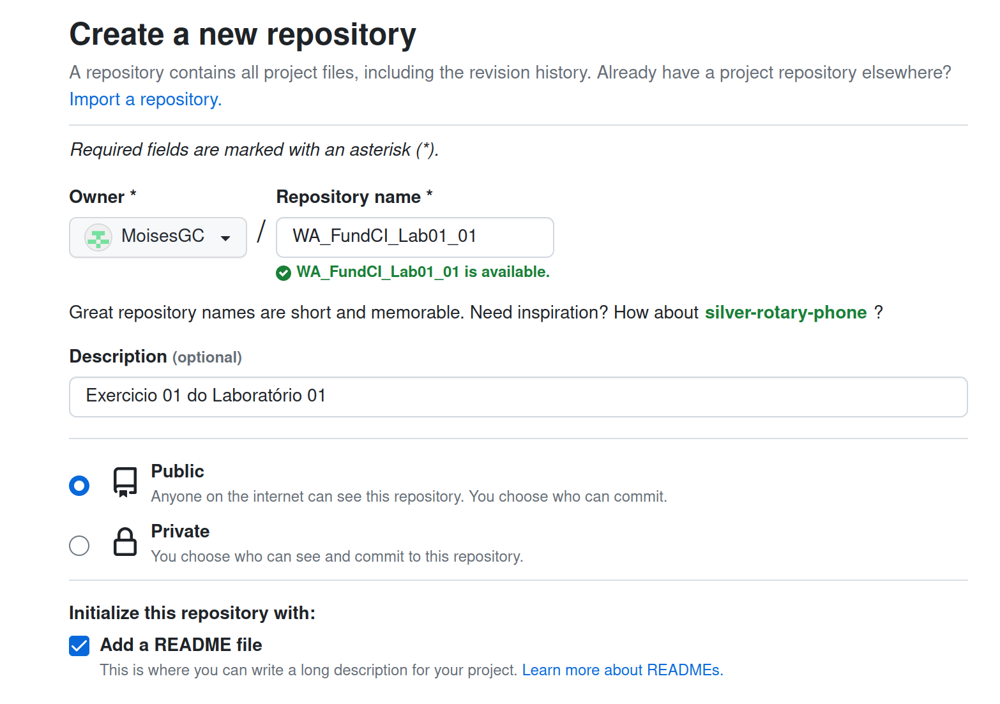 Create a new repository
A repository contains all project files, including the revision history. Already have a project repository elsewhere?
Import a repository.
Required fields are marked with an asterisk (*).
Owner *
Repository name *
MoisesGC
/
WA_FundCI_Lab01_01
WA_FundCI_Lab01_01 is available.
Great repository names are short and memorable. Need inspiration? How about silver-rotary-phone ?
Description (optional)
Exercicio 01 do Laboratório 01
Public
Anyone on the internet can see this repository. You choose who can commit.
Private
You choose who can see and commit to this repository.
Initialize this repository with:
Add a README file
This is where you can write a long description for your project. Learn more about READMEs.